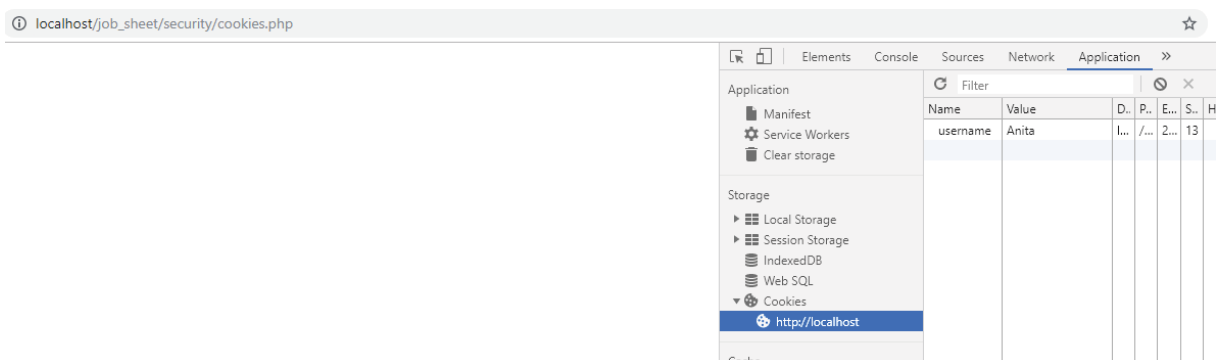 localhost/job_sheet/security/cookies.php
Elements Console Sources Network Application »
Application
Manifest
Service Workers
Clear storage
Storage
Local Storage
Session Storage
IndexedDB
Web SQL
Cookies
http://localhost
Filter
Name Value D.. P.. E... S.. H
username Anita l... /... 2... 13